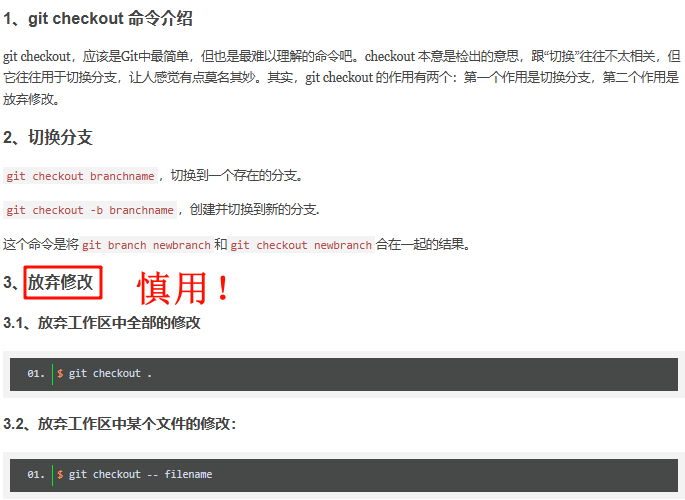 1、git checkout 命令介绍
git checkout，应该是Git中最简单，但也是最难以理解的命令吧。checkout 本意是检出的意思，跟“切换”往往不太相关，但
它往往用于切换分支，让人感觉有点莫名其妙。其实，git checkout 的作用有两个：第一个作用是切换分支，第二个作用是
放弃修改。
2、切换分支
git checkout branchname，切换到一个存在的分支。
git checkout -b branchname，创建并切换到新的分支.
这个命令是将 git branch newbranch 和 git checkout newbranch 合在一起的结果。
3、放弃修改 慎用！
3.1、放弃工作区中全部的修改
01. $ git checkout .
3.2、放弃工作区中某个文件的修改：
01. $ git checkout -- filename